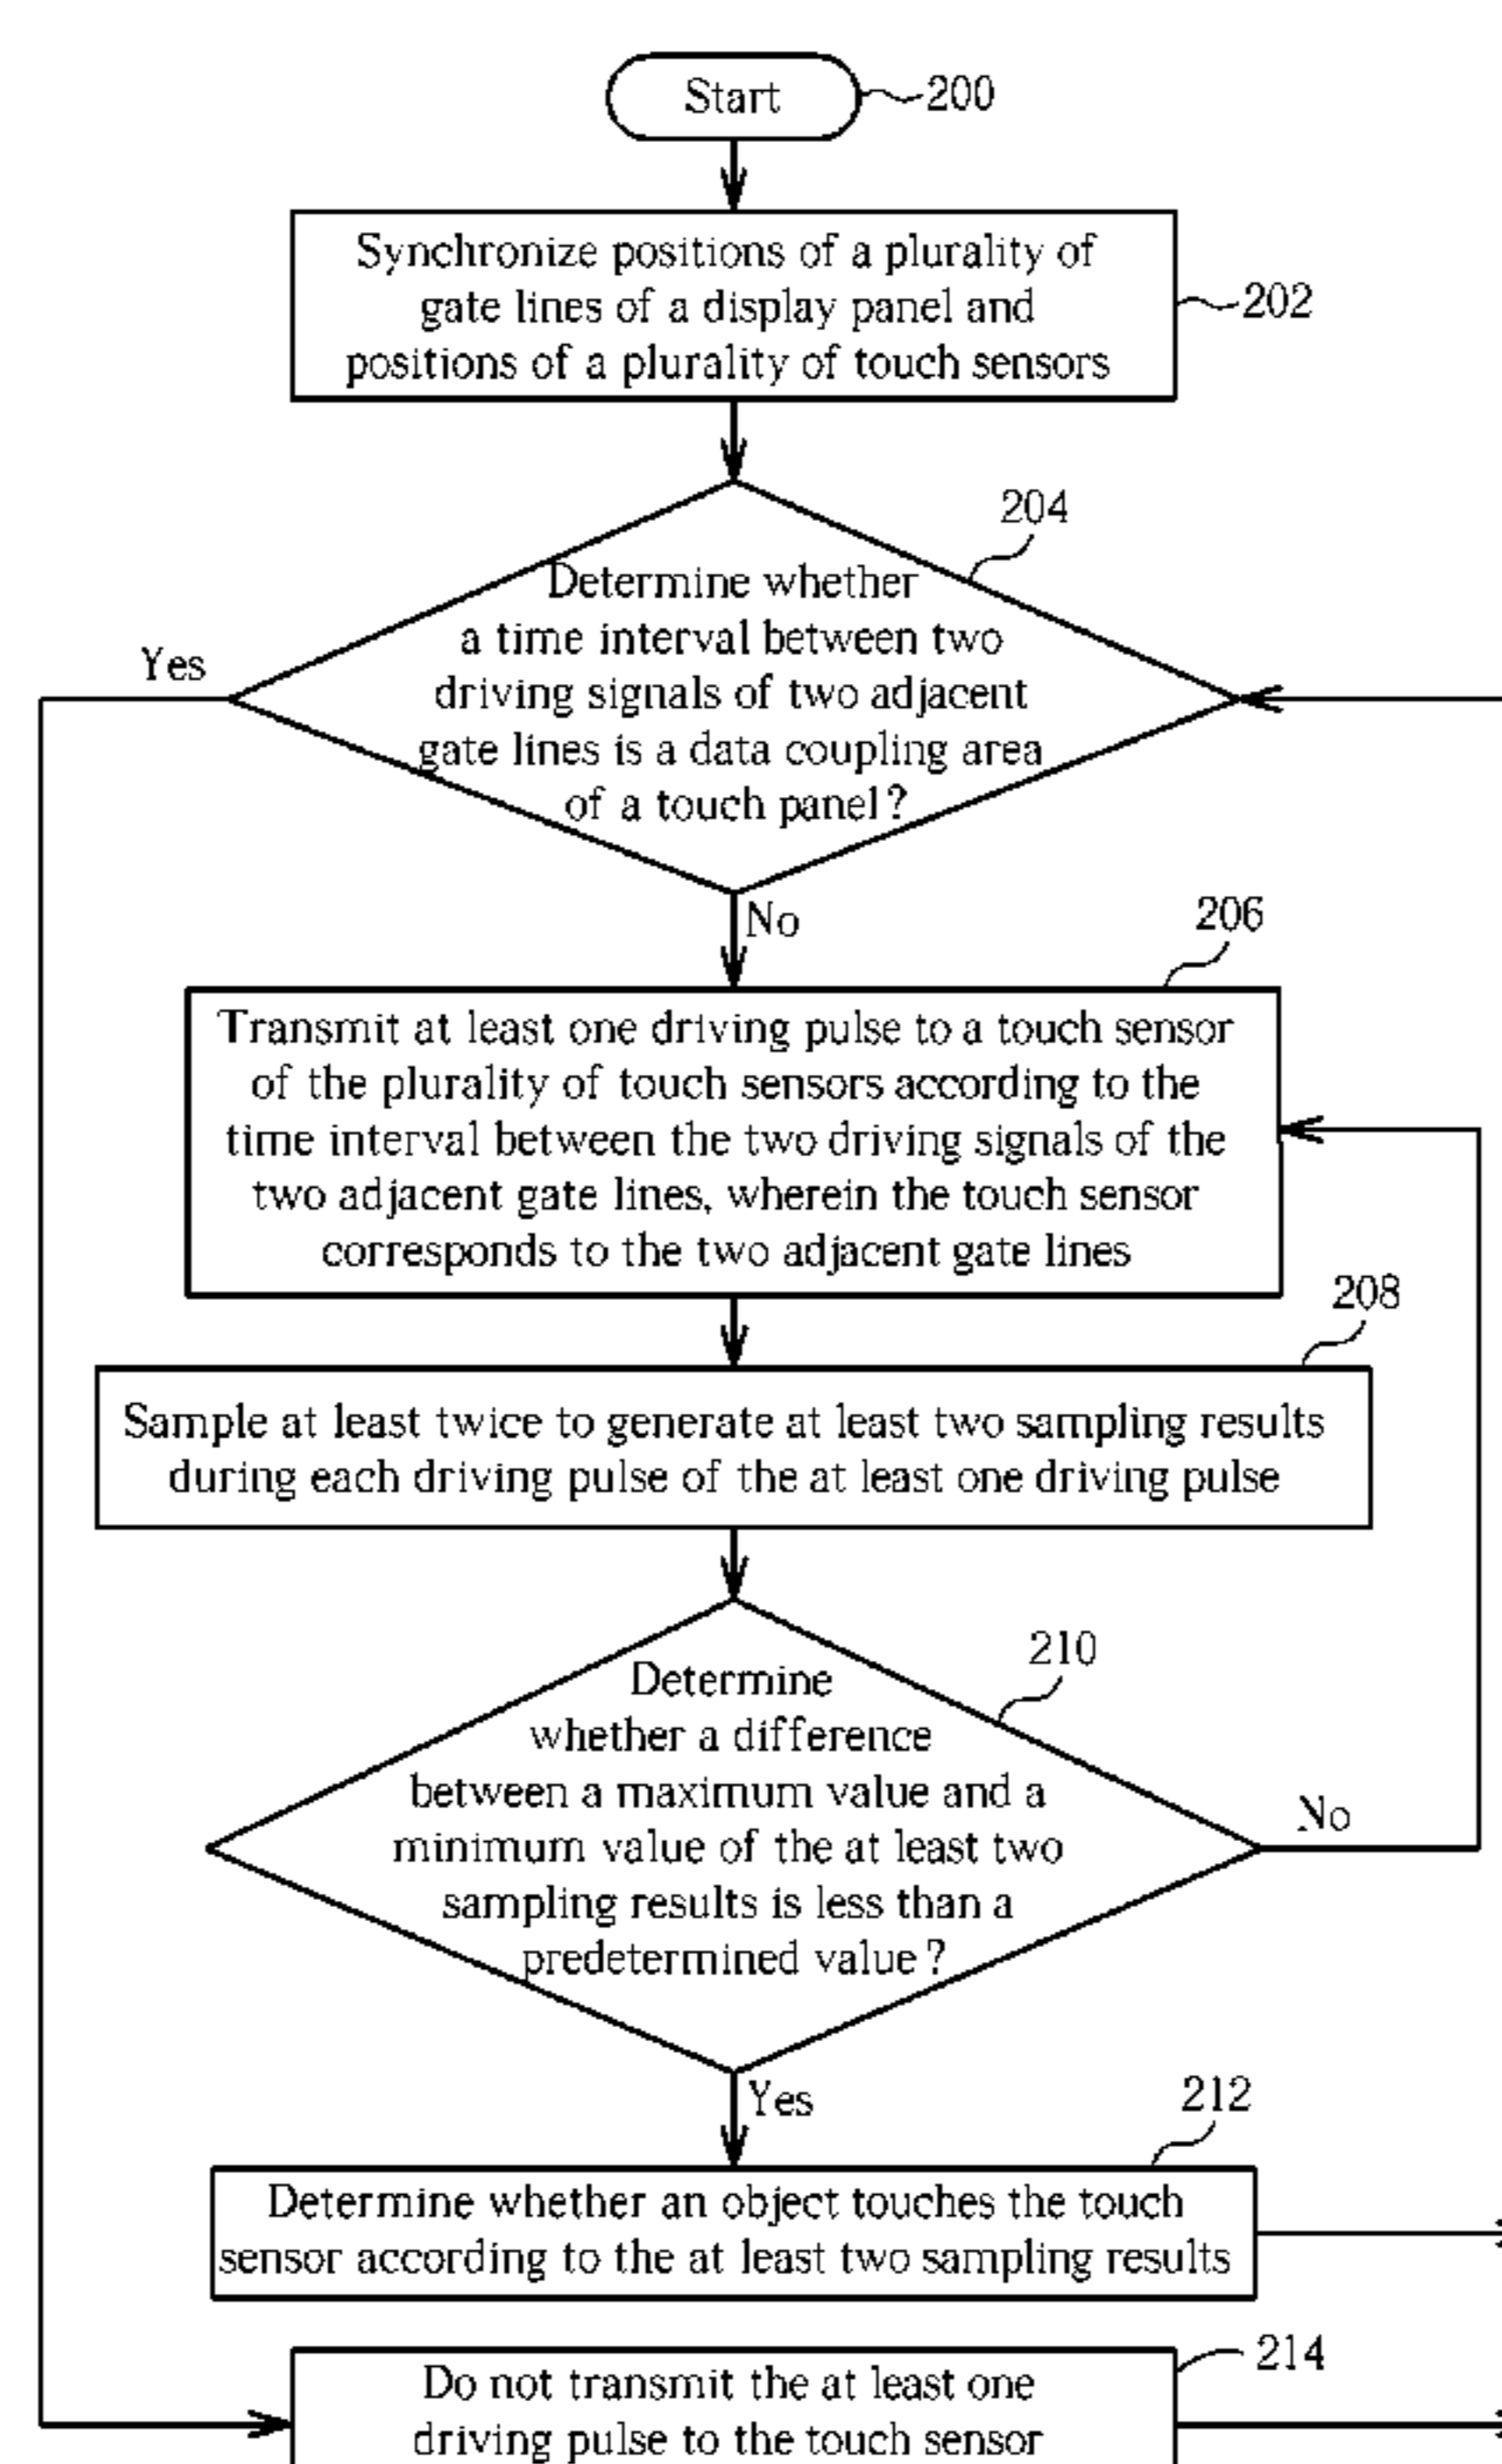 Start
200
Synchronize positions of a plurality of
gate lines of a display panel and
positions of a plurality of touch sensors
202
204
Determine whether
a time interval between two
driving signals of two adjacent
gate lines is a data coupling area
of a touch panel?
Yes
No
206
Transmit at least one driving pulse to a touch sensor
of the plurality of touch sensors according to the
time interval between the two driving signals of the
two adjacent gate lines, wherein the touch sensor
corresponds to the two adjacent gate lines
208
Sample at least twice to generate at least two sampling results
during each driving pulse of the at least one driving pulse
210
Determine
whether a difference
between a maximum value and a
minimum value of the at least two
sampling results is less than a
predetermined value?
No
Yes
212
Determine whether an object touches the touch
sensor according to the at least two sampling results
214
Do not transmit the at least one
driving pulse to the touch sensor